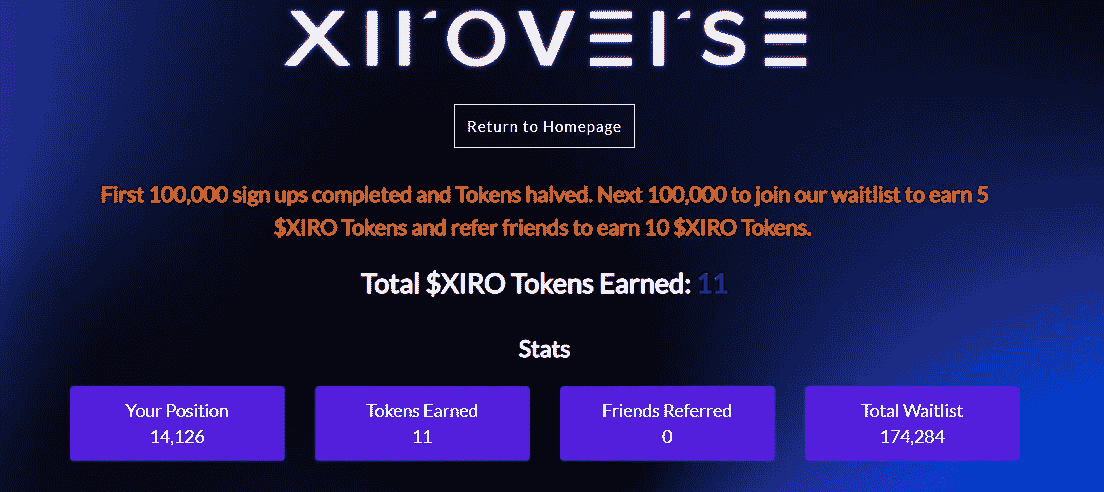 XIrOVErSE
Return to Homepage
First 100,000 sign ups completed and Tokens halved. Next 100,000 to join our waitlist to earn 5
$XIRO Tokens and refer friends to earn 10 $XIRO Tokens.
Total $XIRO Tokens Earned: 11
Stats
Your Position
14,126
Tokens Earned
11
Friends Referred
0
Total Waitlist
174,284